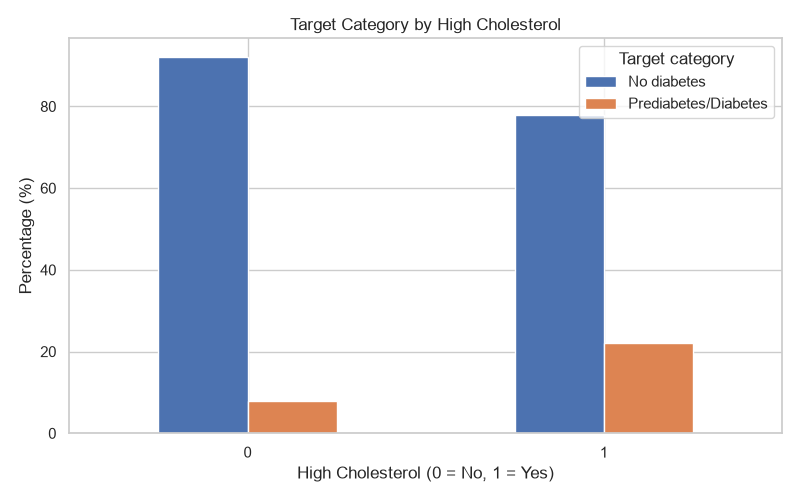 Target Category by High Cholesterol
Target category
No diabetes
Prediabetes/Diabetes
Percentage (%)
80
60
40
20
0
0
1
High Cholesterol (0 = No, 1 = Yes)